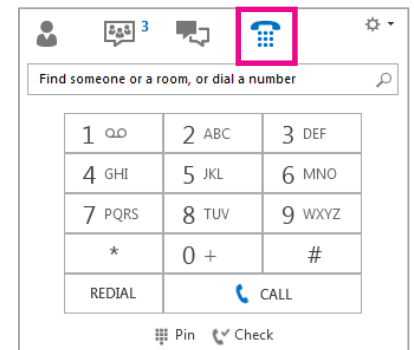 3
Find someone or a room, or dial a number
1 2 ABC 3 DEF
4 GHI 5 JKL 6 MNO
7 PQRS 8 TUV 9 WXYZ
* 0 + #
REDIAL CALL
Pin Check